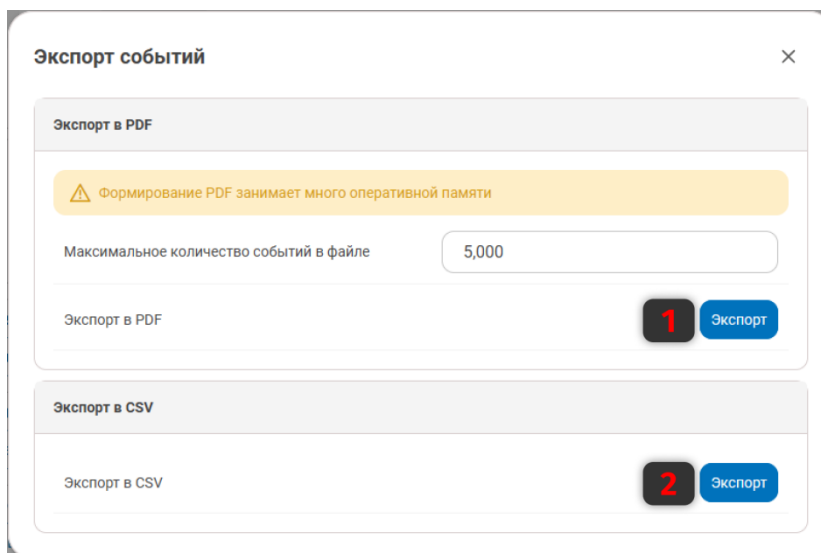 Экспорт событий
Экспорт в PDF
Формирование PDF занимает много оперативной памяти
Максимальное количество событий в файле 5,000
Экспорт в PDF 1 Экспорт
Экспорт в CSV
Экспорт в CSV 2 Экспорт